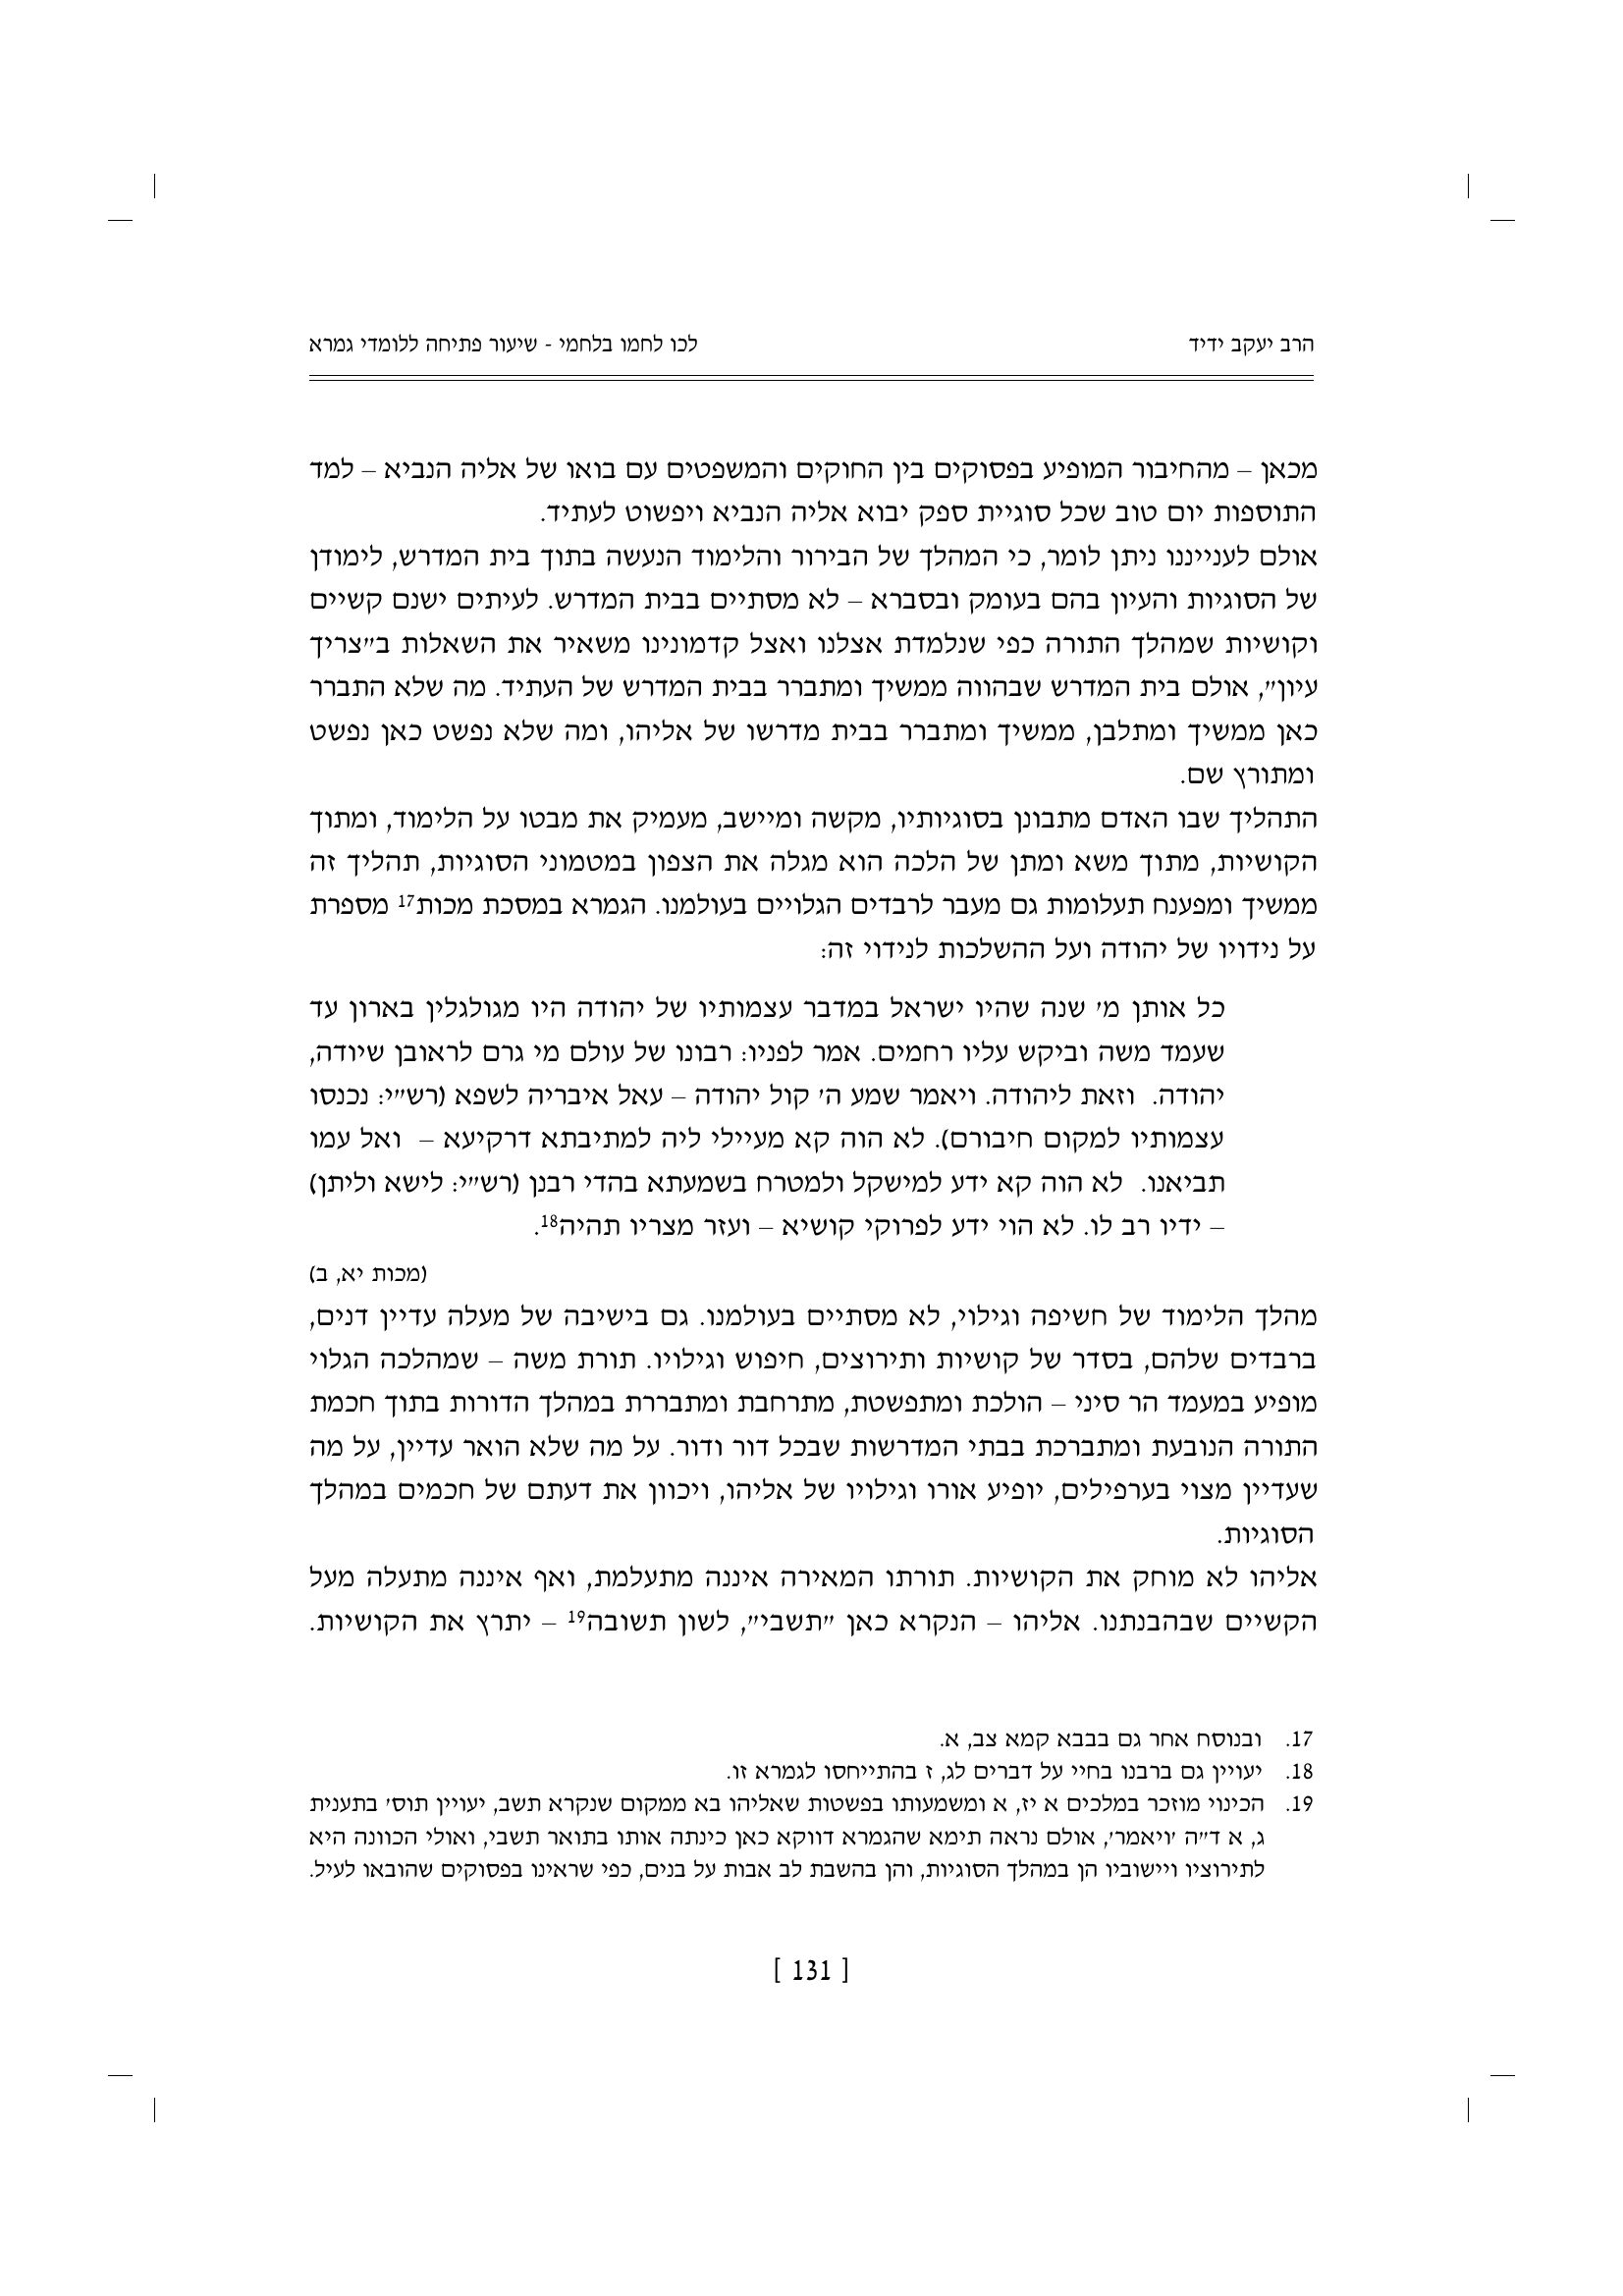 הרב יעקב ידיד
לכו לחמו בלחמי - שיעור פתיחה ללומדי גמרא
מכאן – מהחיבור המופיע בפסוקים בין החוקים והמשפטים עם בואו של אליה הנביא – למד
התוספות יום טוב שכל סוגיית ספק יבוא אליה הנביא ויפשוט לעתיד.
אולם לענייננו ניתן לומר, כי המהלך של הבירור והלימוד הנעשה בתוך בית המדרש, לימודן
של הסוגיות והעיון בהם בעומק ובסברא – לא מסתיים בבית המדרש. לעיתים ישנם קשיים
וקושיות שמהלך התורה כפי שנלמדת אצלנו ואצל קדמונינו משאיר את השאלות ב"צריך
עיון", אולם בית המדרש שבהווה ממשיך ומתברר בבית המדרש של העתיד. מה שלא התברר
כאן ממשיך ומתלבן, ממשיך ומתברר בבית מדרשו של אליהו, ומה שלא נפשט כאן נפשט
ומתורץ שם.
התהליך שבו האדם מתבונן בסוגיותיו, מקשה ומיישב, מעמיק את מבטו על הלימוד, ומתוך
הקושיות, מתוך משא ומתן של הלכה הוא מגלה את הצפון במטמוני הסוגיות, תהליך זה
ממשיך ומפענח תעלומות גם מעבר לרבדים הגלויים בעולמנו. הגמרא במסכת מכות17 מספרת
על נידויו של יהודה ועל ההשלכות לנידוי זה:
כל אותן מ' שנה שהיו ישראל במדבר עצמותיו של יהודה היו מגולגלין בארון עד
שעמד משה וביקש עליו רחמים. אמר לפניו: רבונו של עולם מי גרם לראובן שיודה,
יהודה. וזאת ליהודה. ויאמר שמע ה' קול יהודה – עאל איבריה לשפא (רש"י: נכנסו
עצמותיו למקום חיבורם). לא הוה קא מעיילי ליה למתיבתא דרקיעא – ואל עמו
תביאנו. לא הוה קא ידע למישקל ולמטרח בשמעתא בהדי רבנן (רש"י: לישא וליתן)
– ידיו רב לו. לא הוי ידע לפרוקי קושיא – ועזר מצריו תהיה18.
(מכות יא, ב)
מהלך הלימוד של חשיפה וגילוי, לא מסתיים בעולמנו. גם בישיבה של מעלה עדיין דנים,
ברבדים שלהם, בסדר של קושיות ותירוצים, חיפוש וגילויו. תורת משה – שמהלכה הגלוי
מופיע במעמד הר סיני – הולכת ומתפשטת, מתרחבת ומתבררת במהלך הדורות בתוך חכמת
התורה הנובעת ומתברכת בבתי המדרשות שבכל דור ודור. על מה שלא הואר עדיין, על מה
שעדיין מצוי בערפילים, יופיע אורו וגילויו של אליהו, ויכוון את דעתם של חכמים במהלך
הסוגיות.
אליהו לא מוחק את הקושיות. תורתו המאירה איננה מתעלמת, ואף איננה מתעלה מעל
הקשיים שבהבנתנו. אליהו – הנקרא כאן "תשבי", לשון תשובה19 – יתרץ את הקושיות.
17. ובנוסח אחר גם בבבא קמא צב, א.
18. יעויין גם ברבנו בחיי על דברים לג, ז בהתייחסו לגמרא זו.
19. הכינוי מוזכר במלכים א יז, א ומשמעותו בפשטות שאליהו בא ממקום שנקרא תשב, יעויין תוס' בתענית
ג, א ד"ה 'ויאמר', אולם נראה תימא שהגמרא דווקא כאן כינתה אותו בתואר תשבי, ואולי הכוונה היא
לתירוציו ויישוביו הן במהלך הסוגיות, והן בהשבת לב אבות על בנים, כפי שראינו בפסוקים שהובאו לעיל.
[ 131 ]